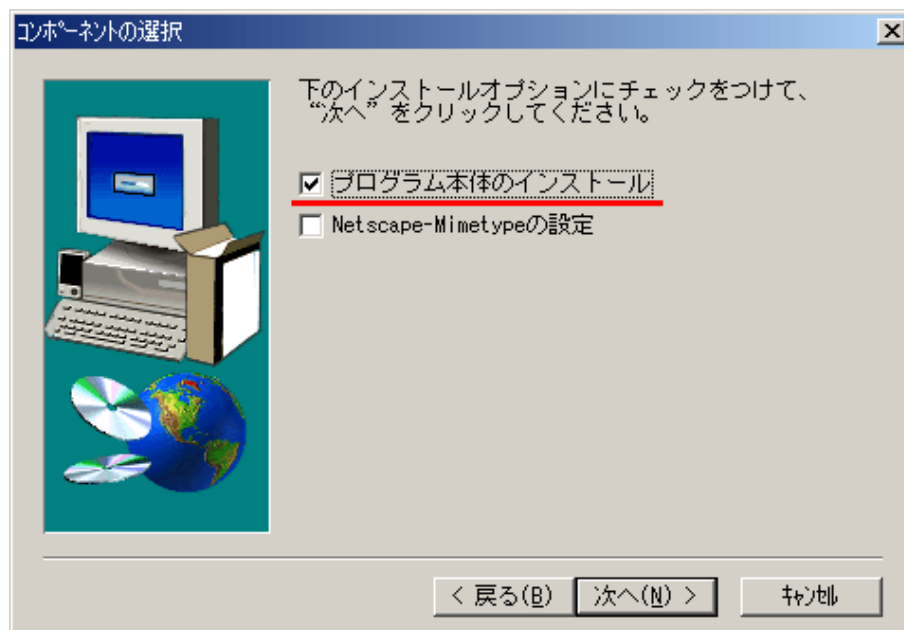 ｺﾝﾎﾟｰﾈﾝﾄの選択
下のインストールオプションにチェックをつけて、
“次へ” をクリックしてください。
プログラム本体のインストール
Netscape-Mimetypeの設定
< 戻る(B) 次へ(N) > ｷｬﾝｾﾙ